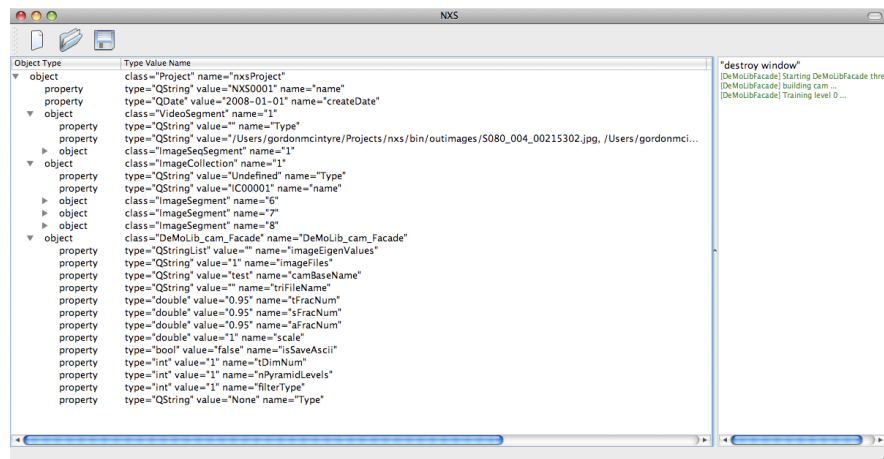 NXS
Object Type Type Value Name
object class="Project" name="nxsProject"
property type="QString" value="NXS0001" name="name"
property type="QDate" value="2008-01-01" name="createDate"
object class="VideoSegment" name="1"
property type="QString" value="" name="Type"
property type="QString" value="/Users/gordonmcintyre/Projects/nxs/bin/outimages/S080_004_00215302.jpg, /Users/gordonmci...
object class="ImageSeqSegment" name="1"
object class="ImageCollection" name="1"
property type="QString" value="Undefined" name="Type"
property type="QString" value="IC00001" name="name"
object class="ImageSegment" name="6"
object class="ImageSegment" name="7"
object class="ImageSegment" name="8"
object class="DeMoLib_cam_Facade" name="DeMoLib_cam_Facade"
property type="QStringList" value="" name="imageEigenValues"
property type="QString" value="1" name="imageFiles"
property type="QString" value="test" name="camBaseName"
property type="QString" value="" name="triFileName"
property type="double" value="0.95" name="tFracNum"
property type="double" value="0.95" name="sFracNum"
property type="double" value="0.95" name="aFracNum"
property type="double" value="1" name="scale"
property type="bool" value="false" name="isSaveAscii"
property type="int" value="1" name="tDimNum"
property type="int" value="1" name="nPyramidLevels"
property type="int" value="1" name="filterType"
property type="QString" value="None" name="Type"
"destroy window"
[DeMoLibFacade] Starting DeMoLibFacade thre
[DeMoLibFacade] building cam ...
[DeMoLibFacade] Training level 0 ...